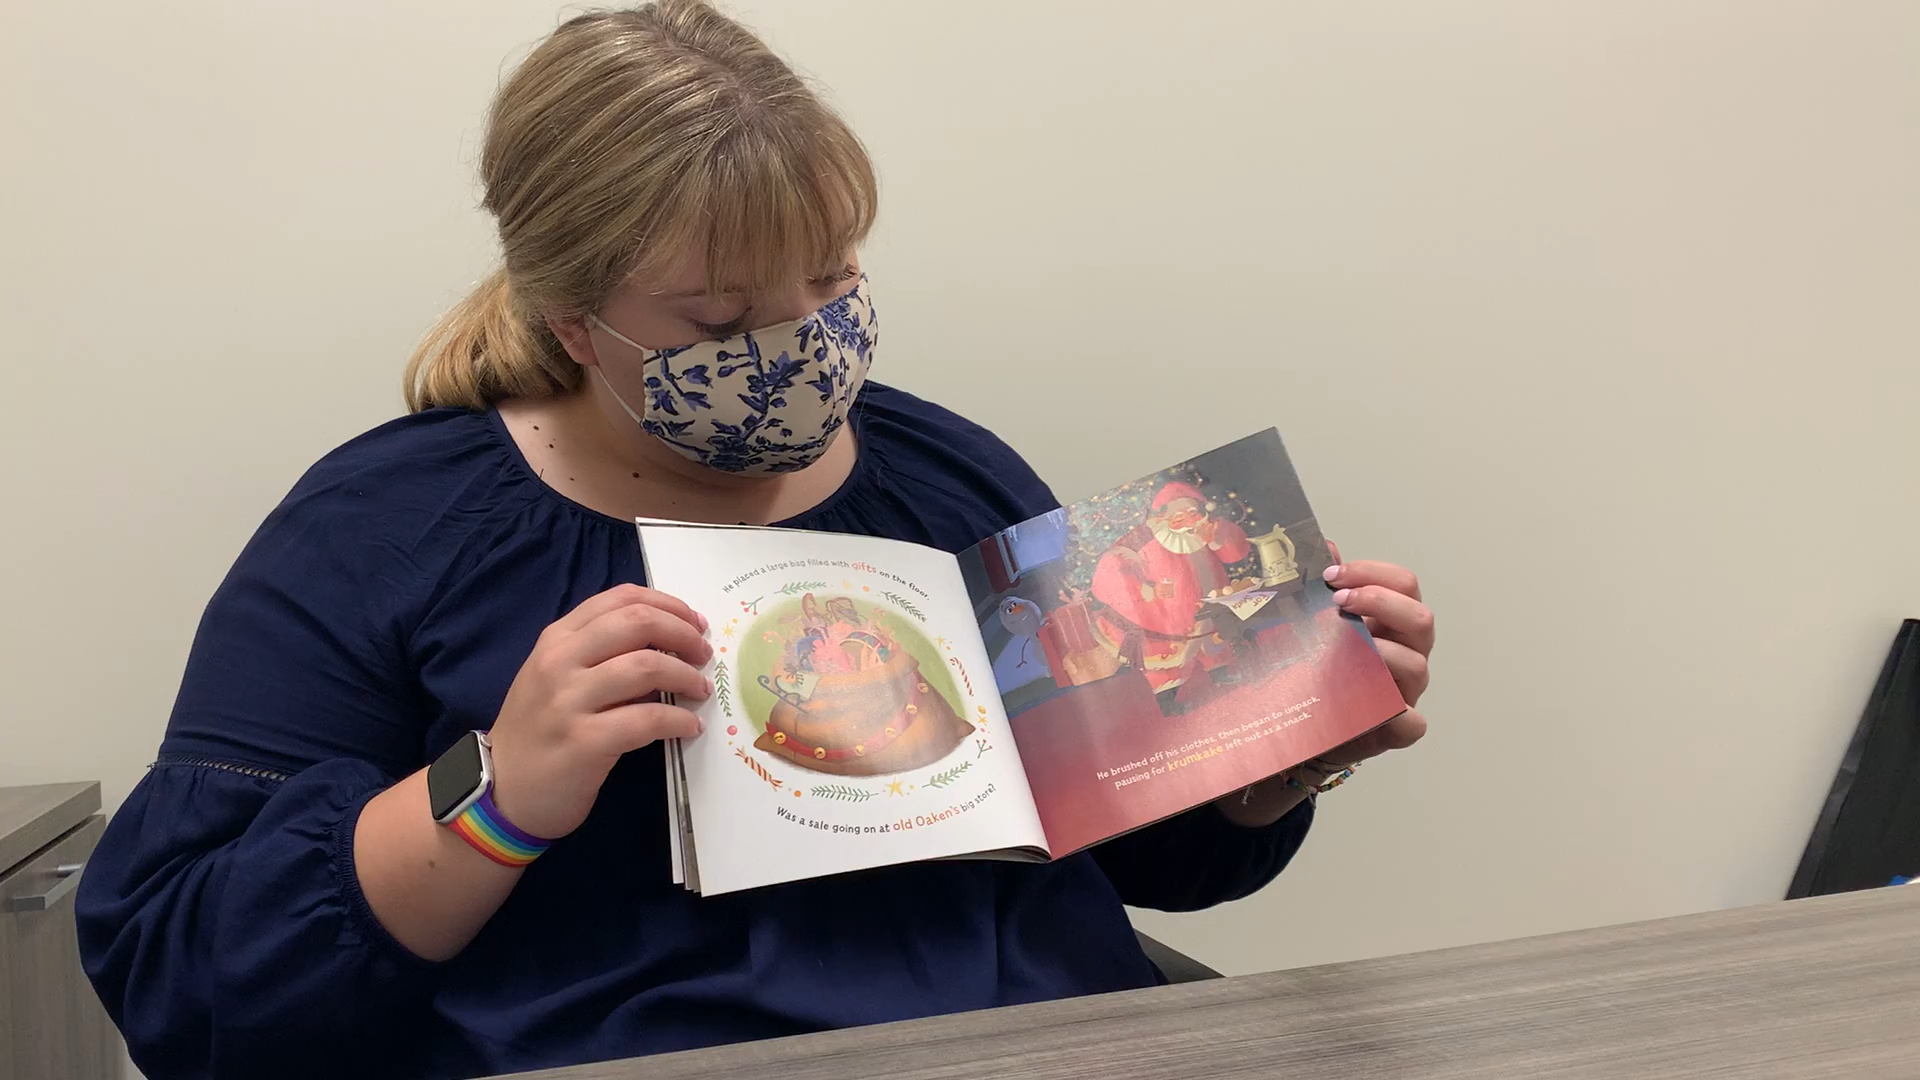 He placed a large bag filled with gifts on the floor.
Was a sale going on at old Oaken's big store?
FOR
He brushed off his clothes, then began to unpack,
pausing for krumkake left out as a snack.